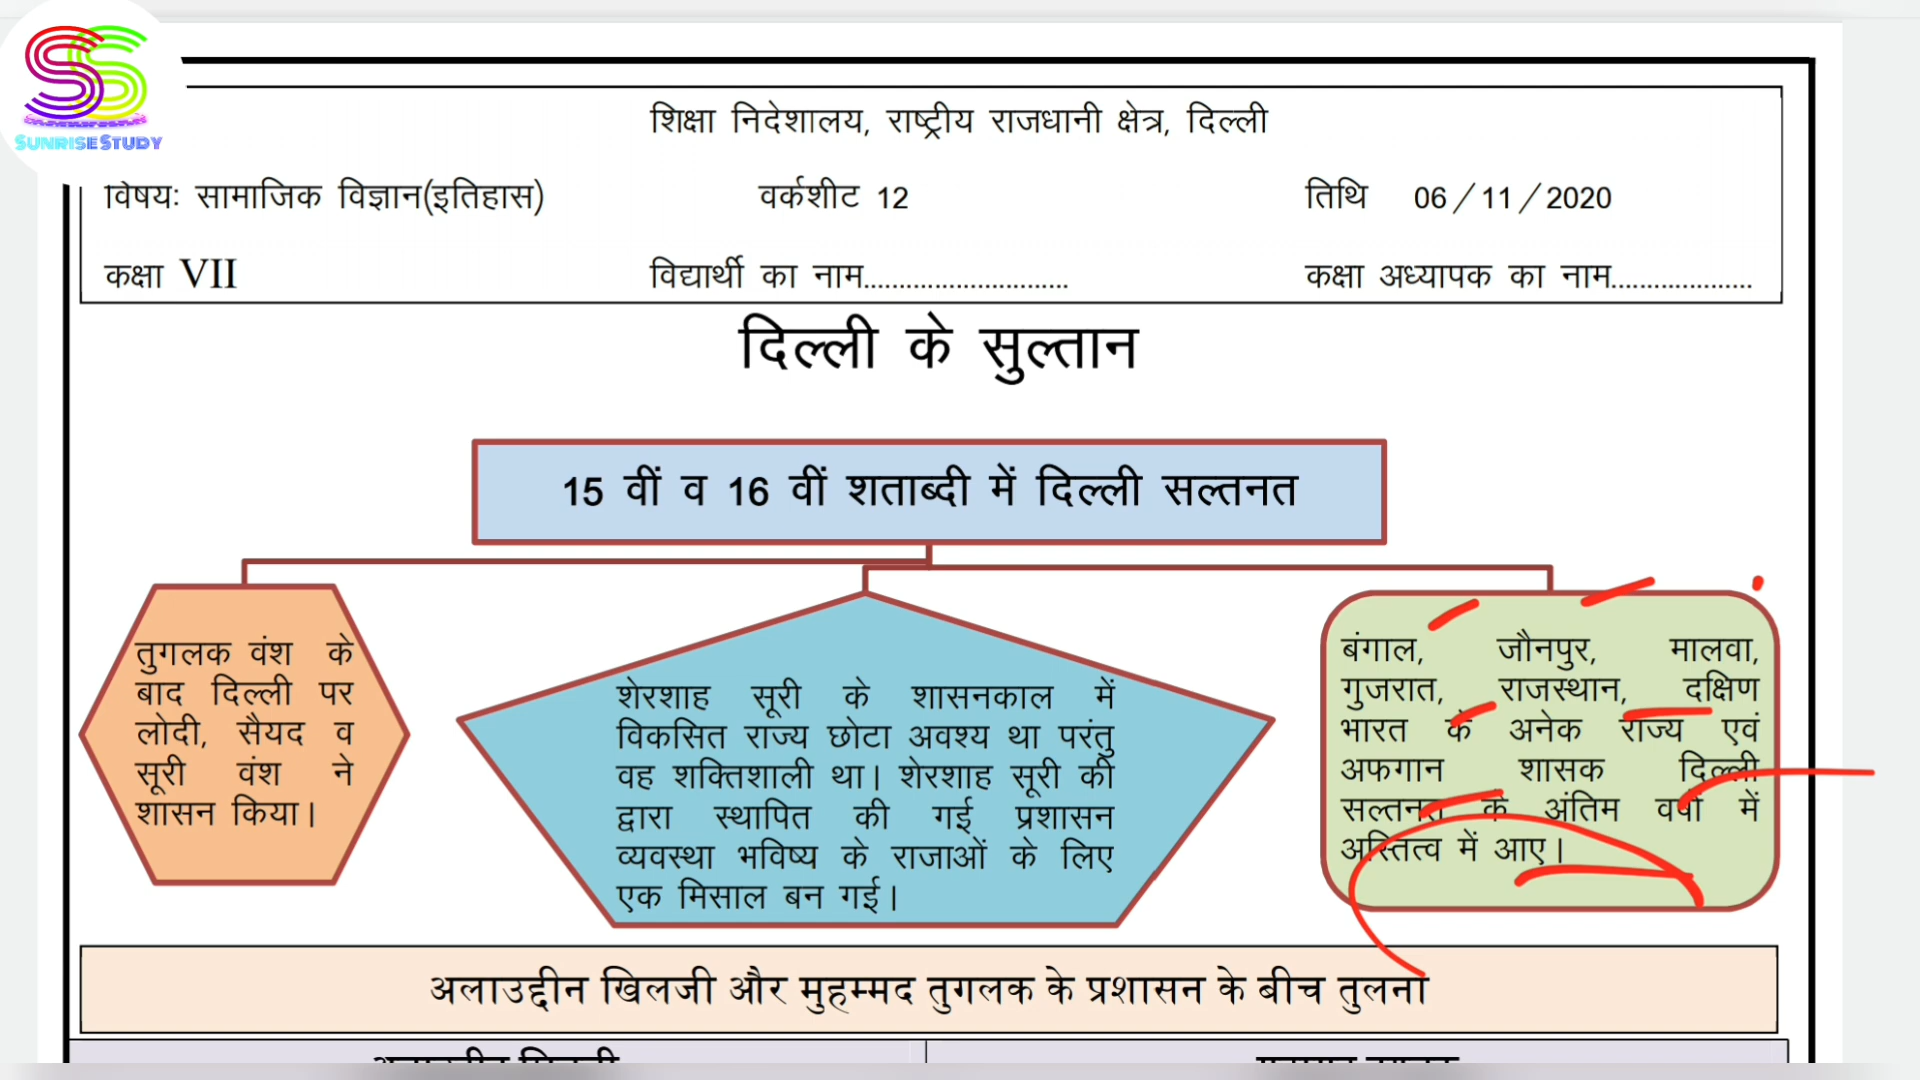 SUNRISESTUDY
शिक्षा निदेशालय, राष्ट्रीय राजधानी क्षेत्र, दिल्ली
विषयः सामाजिक विज्ञान(इतिहास) वर्कशीट 12 तिथि 06/11/2020
कक्षा VII विद्यार्थी का नाम............................. कक्षा अध्यापक का नाम....................
दिल्ली के सुल्तान
15 वीं व 16 वीं शताब्दी में दिल्ली सल्तनत
तुगलक वंश के
बाद दिल्ली पर
लोदी, सैयद व
सूरी वंश ने
शासन किया।
शेरशाह सूरी के शासनकाल में
विकसित राज्य छोटा अवश्य था परंतु
वह शक्तिशाली था। शेरशाह सूरी की
द्वारा स्थापित की गई प्रशासन
व्यवस्था भविष्य के राजाओं के लिए
एक मिसाल बन गई।
बंगाल, जौनपुर, मालवा,
गुजरात, राजस्थान, दक्षिण
भारत के अनेक राज्य एवं
अफगान शासक दिल्ली
सल्तनत के अंतिम वर्षों में
अस्तित्व में आए।
अलाउद्दीन खिलजी और मुहम्मद तुगलक के प्रशासन के बीच तुलना